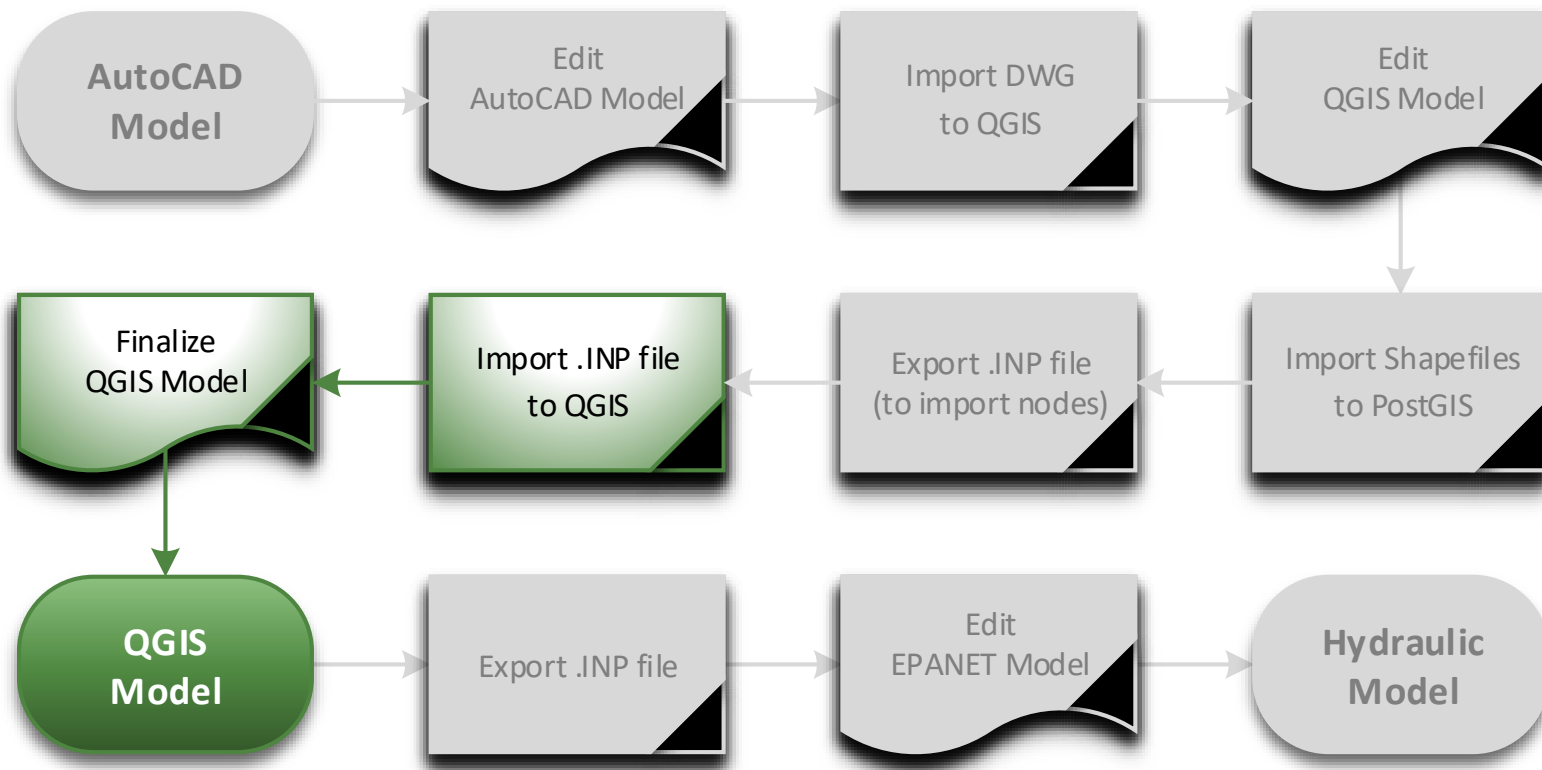 AutoCAD
Model
Edit
AutoCAD Model
Import DWG
to QGIS
Edit
QGIS Model
Finalize
QGIS Model
Import .INP file
to QGIS
Export .INP file
(to import nodes)
Import Shapefiles
to PostGIS
QGIS
Model
Export .INP file
Edit
EPANET Model
Hydraulic
Model